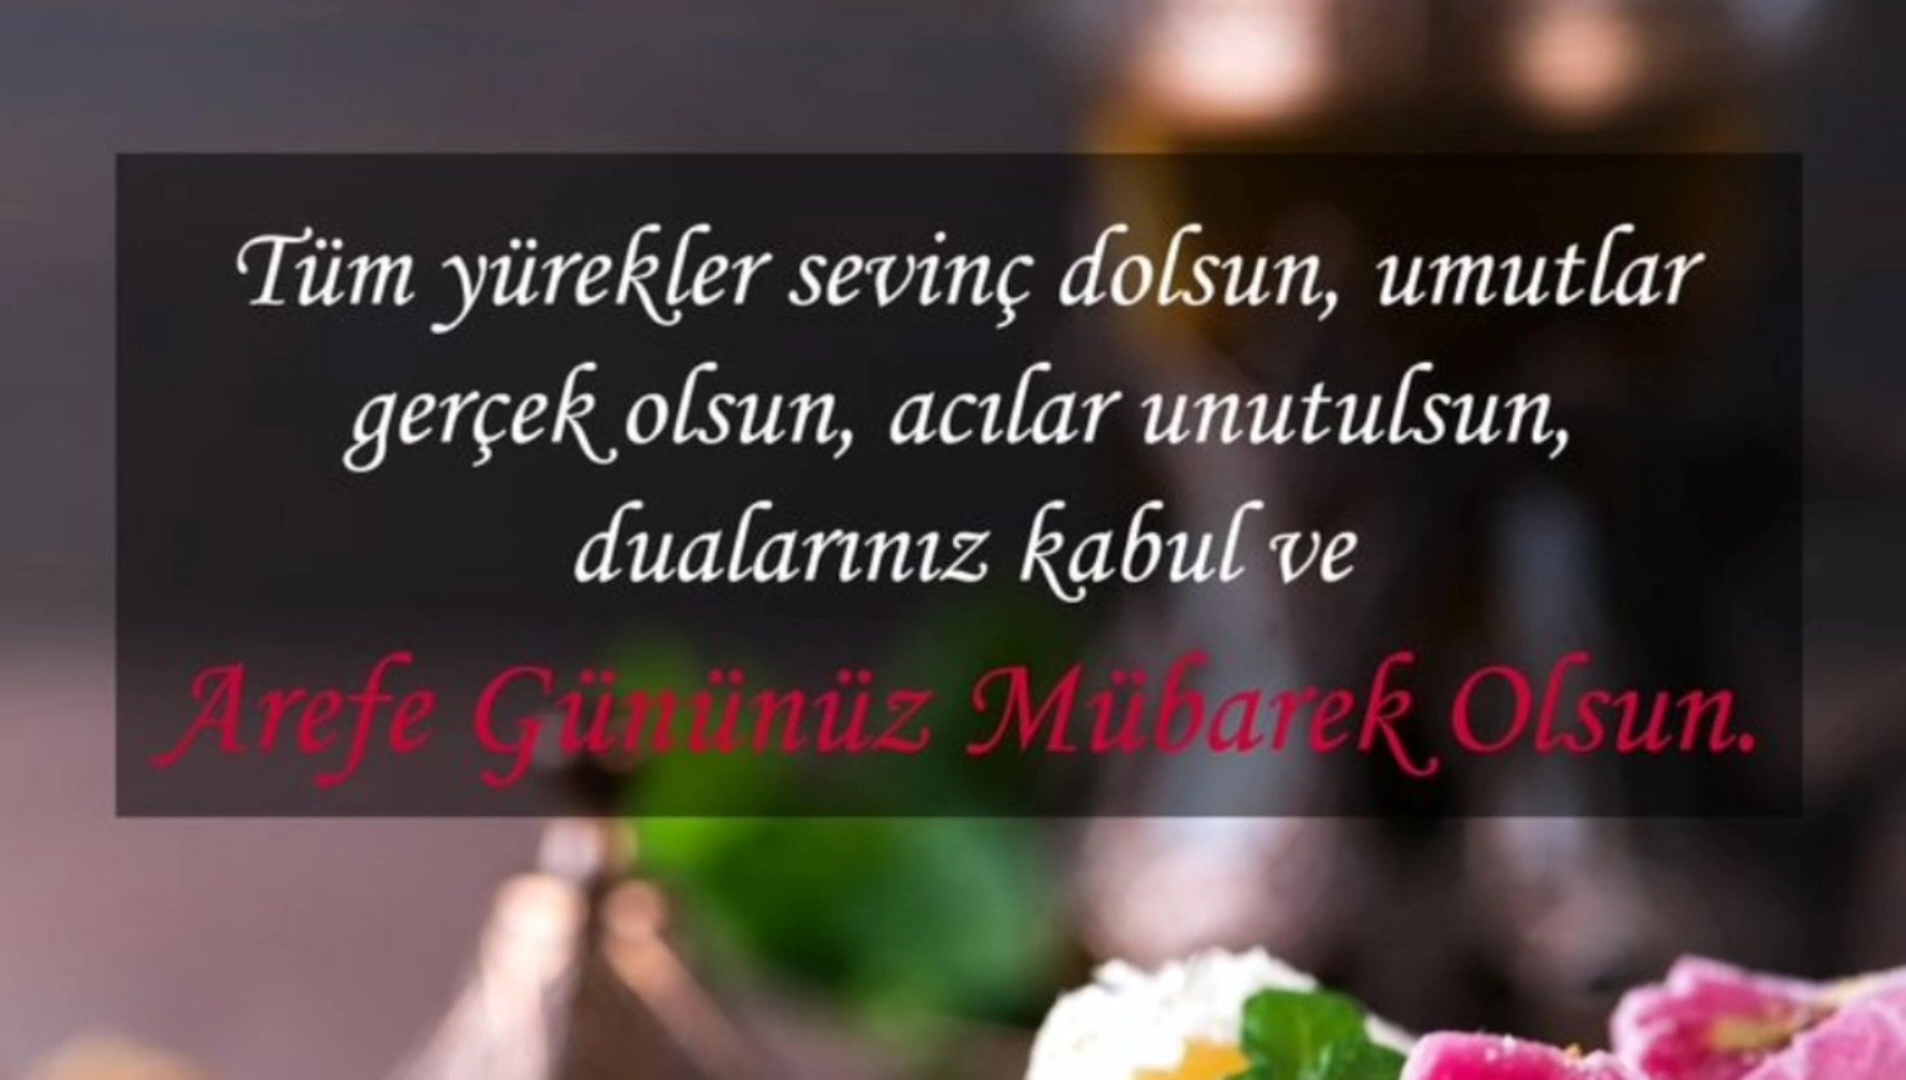 Tüm yürekler sevinç dolsun, umutlar
gerçek olsun, acılar unutulsun,
dualarınız kabul ve
Arefe Gününüz Mübarek Olsun.